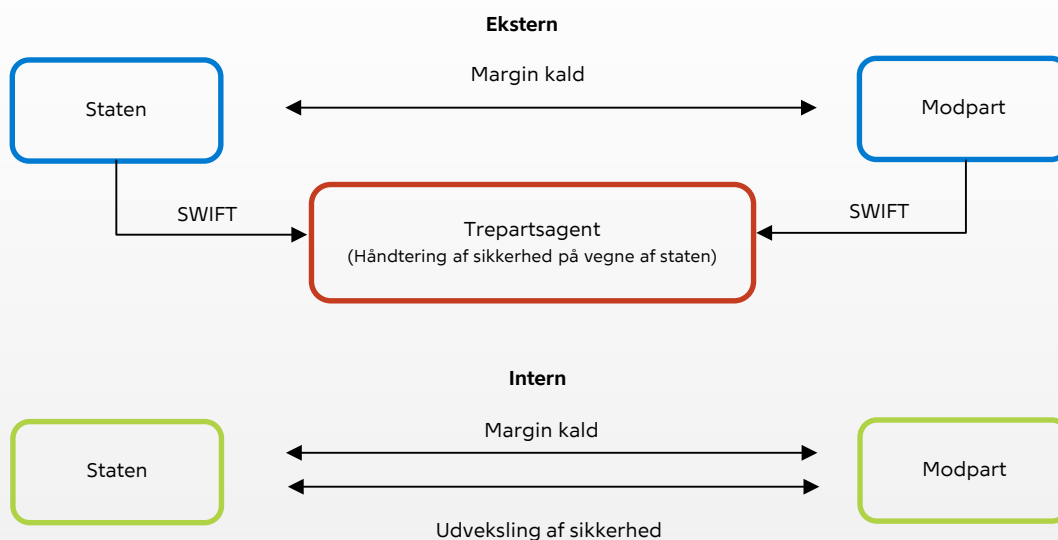 Ekstern
Margin kald
Staten
Modpart
SWIFT
SWIFT
Trepartsagent
(Håndtering af sikkerhed på vegne af staten)
Intern
Margin kald
Staten
Modpart
Udveksling af sikkerhed